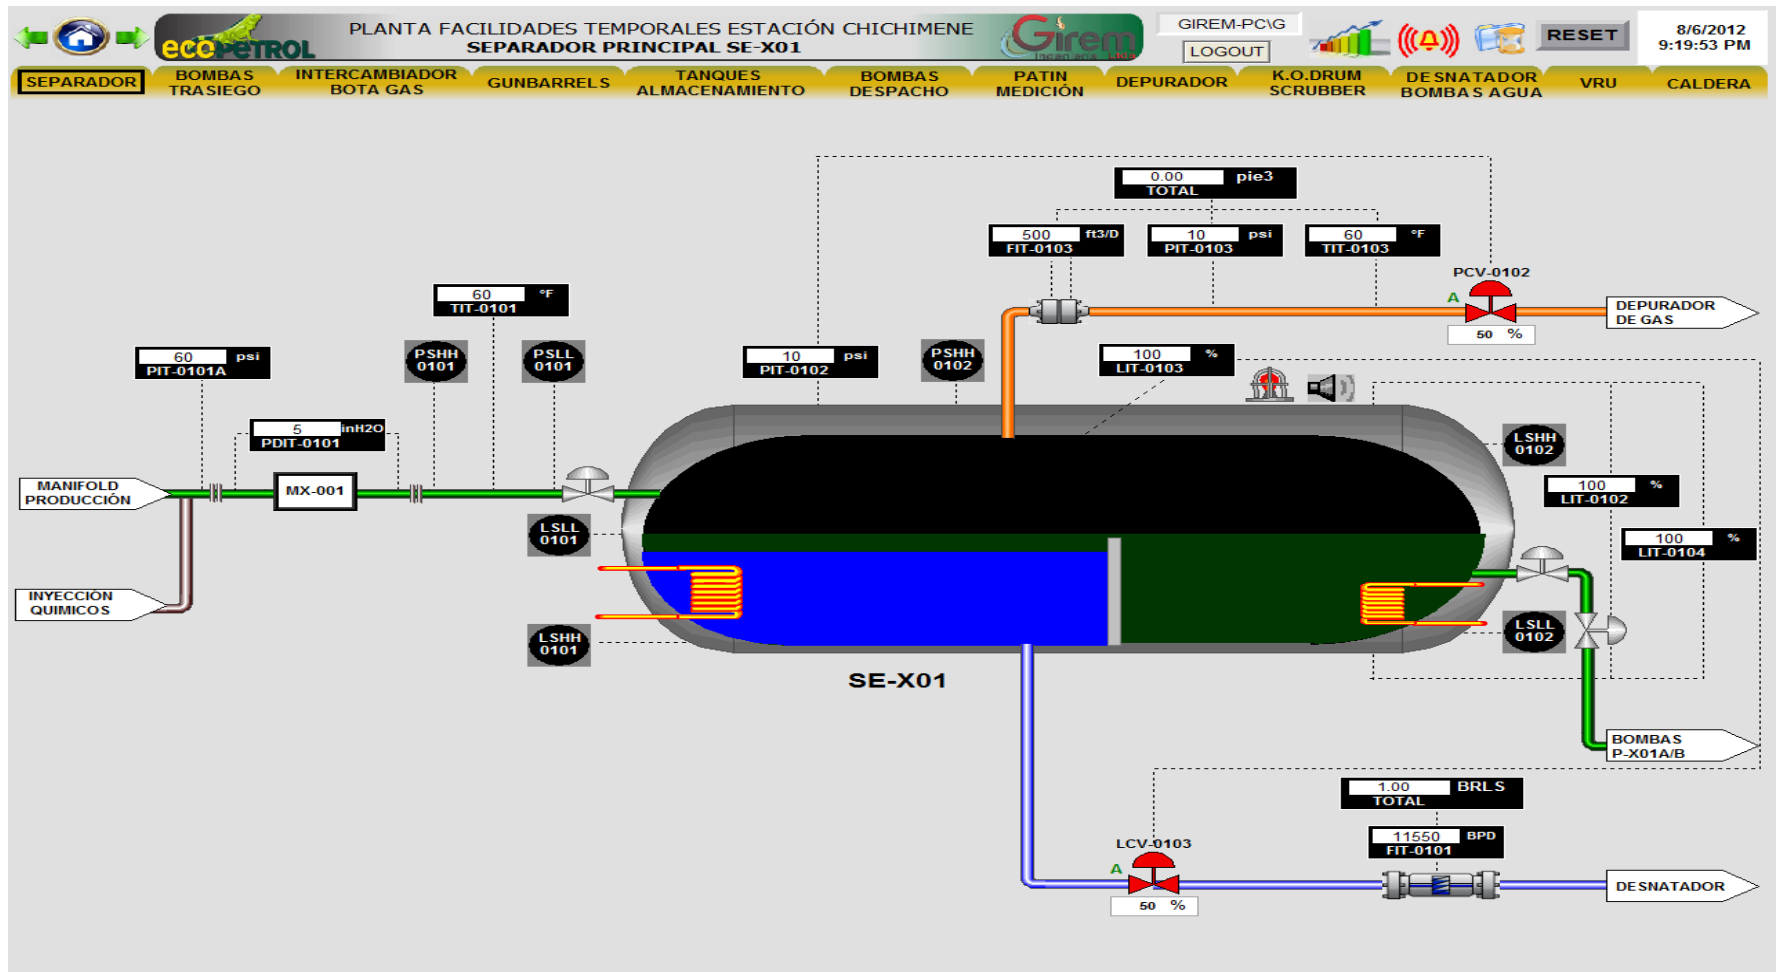 ecopetrol
PLANTA FACILIDADES TEMPORALES ESTACIÓN CHICHIMENE
SEPARADOR PRINCIPAL SE-X01
Girem
Ingeniería Ltda
GIREM-PC\G
LOGOUT
RESET
8/6/2012
9:19:53 PM
SEPARADOR
BOMBAS
TRASIEGO
INTERCAMBIADOR
BOTA GAS
GUNBARRELS
TANQUES
ALMACENAMIENTO
BOMBAS
DESPACHO
PATIN
MEDICIÓN
DEPURADOR
K.O.DRUM
SCRUBBER
DESNATADOR
BOMBAS AGUA
VRU
CALDERA
0.00 pie3
TOTAL
500 ft3/D
FIT-0103
10 psi
PIT-0103
60 °F
TIT-0103
PCV-0102
A
50 %
DEPURADOR
DE GAS
60 °F
TIT-0101
60 psi
PIT-0101A
PSHH
0101
PSLL
0101
10 psi
PIT-0102
PSHH
0102
100 %
LIT-0103
5 inH2O
PDIT-0101
LSHH
0102
MANIFOLD
PRODUCCIÓN
MX-001
100 %
LIT-0102
LSLL
0101
100 %
LIT-0104
INYECCIÓN
QUIMICOS
LSHH
0101
LSLL
0102
SE-X01
BOMBAS
P-X01A/B
1.00 BRLS
TOTAL
11550 BPD
FIT-0101
LCV-0103
A
50 %
DESNATADOR